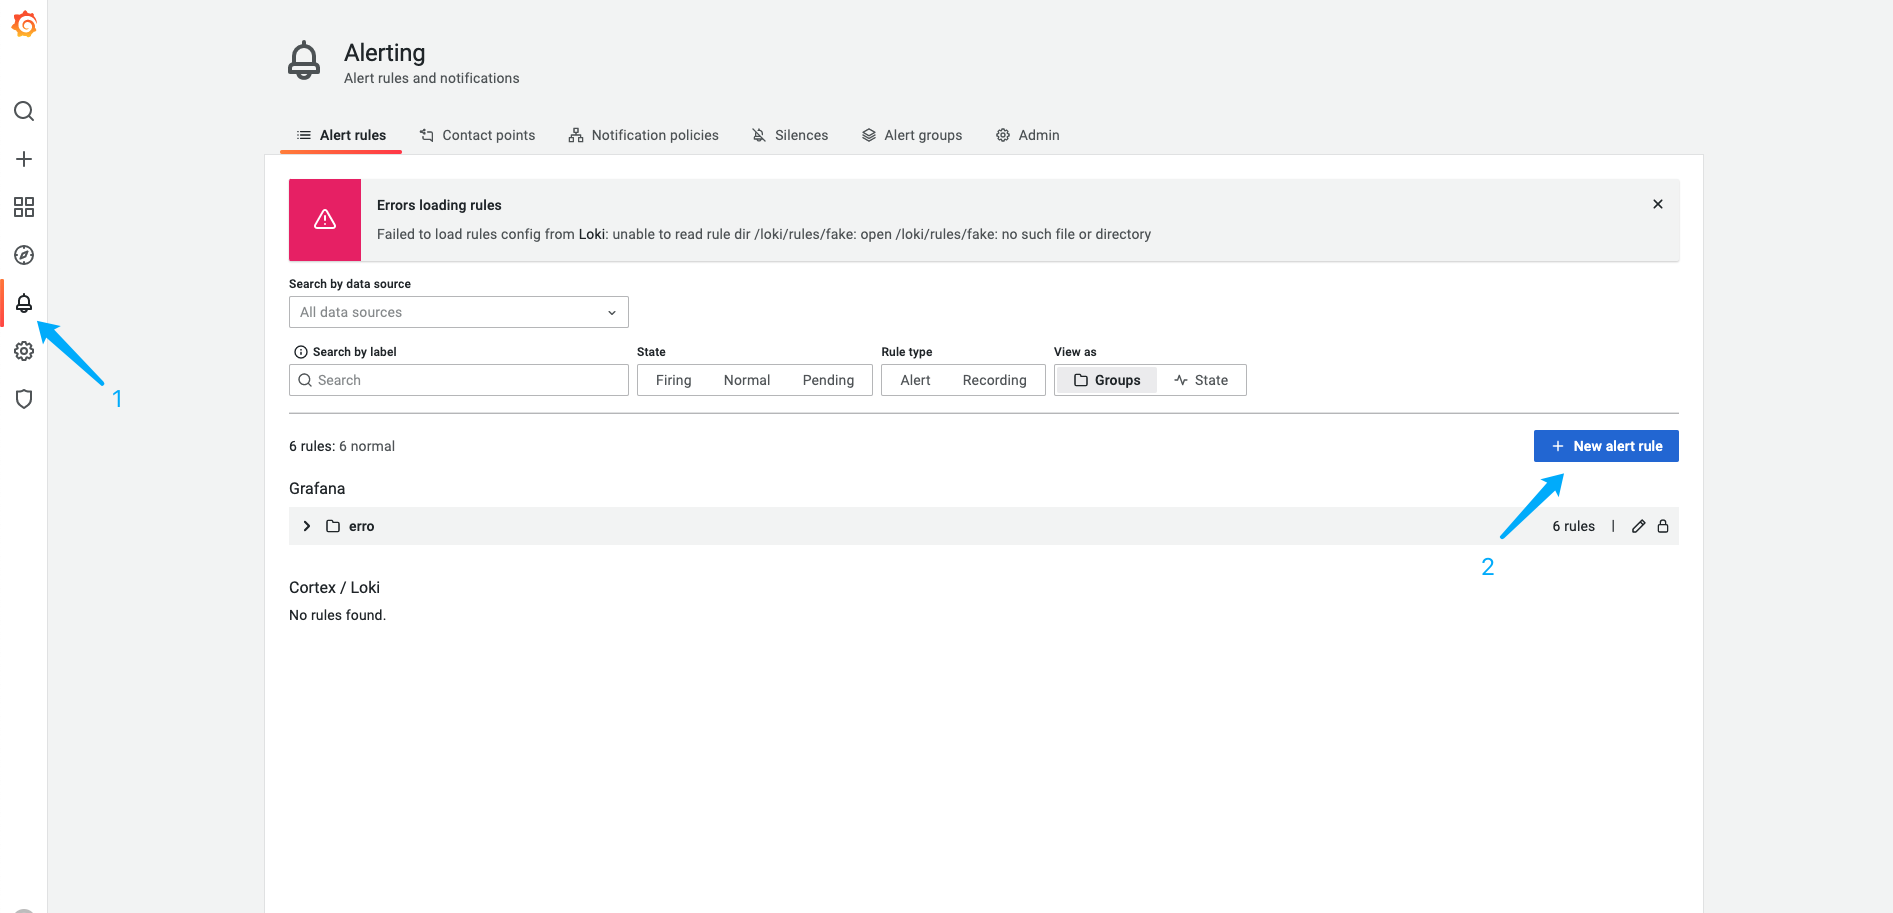 Alerting
Alert rules and notifications
Alert rules Contact points Notification policies Silences Alert groups Admin
Errors loading rules
Failed to load rules config from Loki: unable to read rule dir /loki/rules/fake: open /loki/rules/fake: no such file or directory
Search by data source
All data sources
Search by label State Rule type View as
Search Firing Normal Pending Alert Recording Groups State
1
6 rules: 6 normal New alert rule
Grafana
erro 6 rules |
2
Cortex / Loki
No rules found.